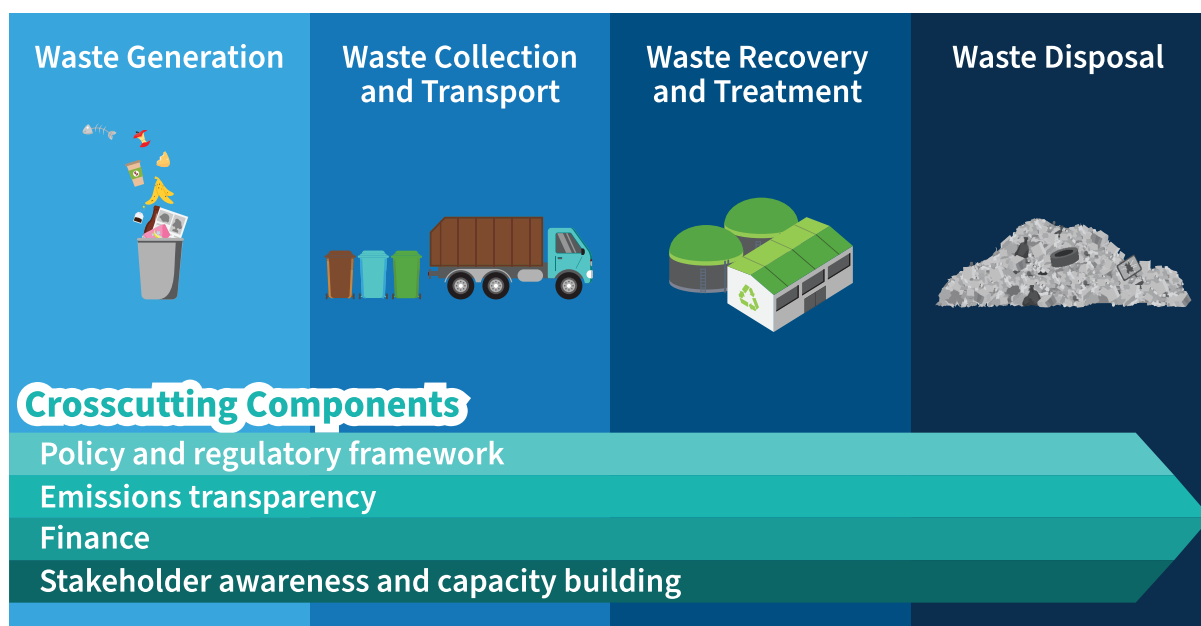 Waste Generation
Waste Collection
and Transport
Waste Recovery
and Treatment
Waste Disposal
Crosscutting Components
Policy and regulatory framework
Emissions transparency
Finance
Stakeholder awareness and capacity building